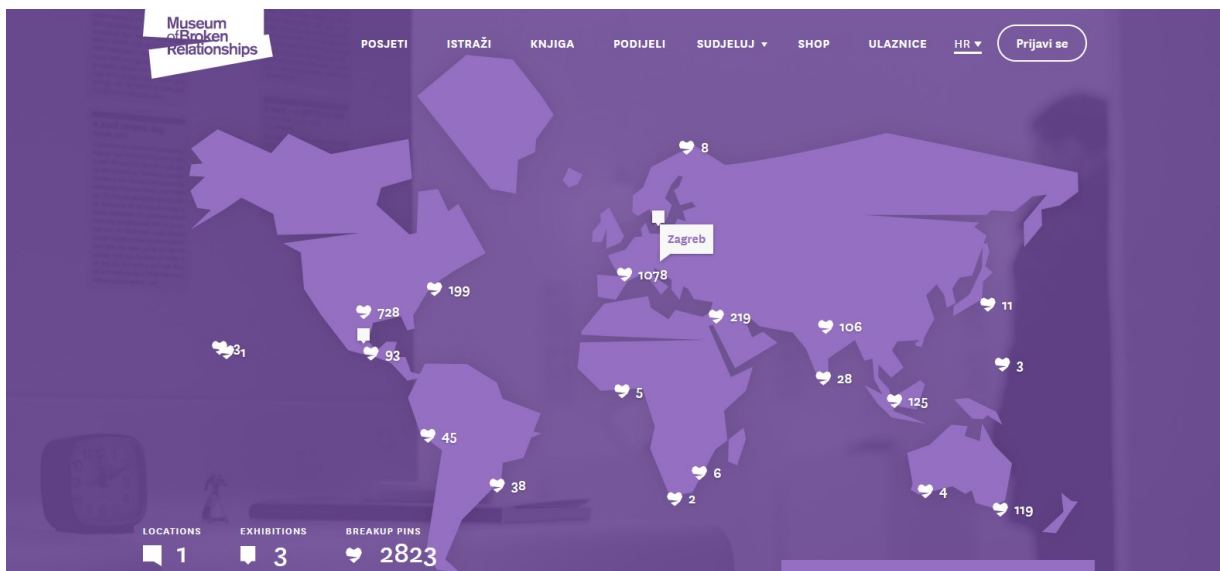 Museum
of Broken
Relationships
POSJETI
ISTRAŽI
KNJIGA
PODIJELI
SUDJELUJ
SHOP
ULAZNICE
HR
Prijavi se
8
Zagreb
1078
199
728
219
11
106
31
93
3
28
5
125
45
6
38
4
2
119
LOCATIONS
1
EXHIBITIONS
3
BREAKUP PINS
2823